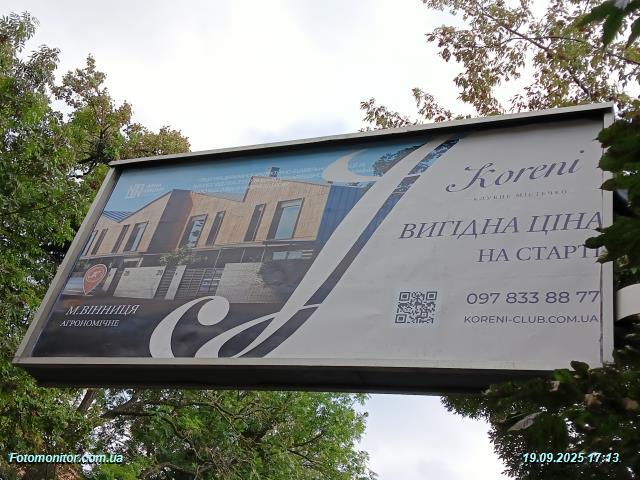 Koreni
КЛУБНЕ МІСТЕЧКО
ВИГІДНА ЦІНА
НА СТАРТІ
097 833 88 77
KORENI-CLUB.COM.UA
М.ВІННИЦЯ
АГРОНОМІЧНЕ
Fotomonitor.com.ua
19.09.2025 17:13